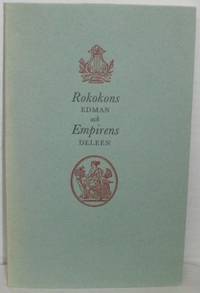 Rokokons
EDMAN
och
Empirens
DELEEN